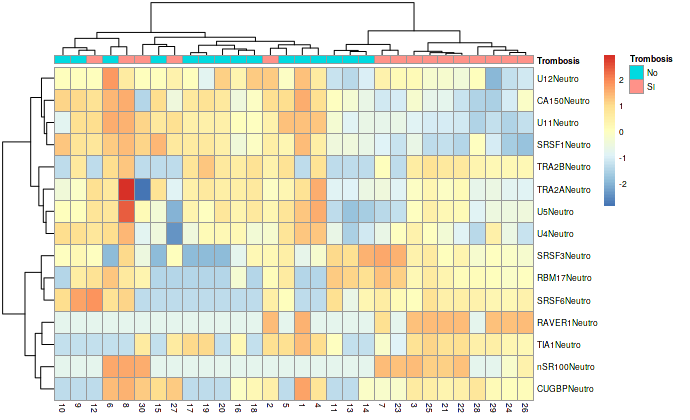 Trombosis
Trombosis
No
SI
2
1
0
-1
-2
U12Neutro
CA150Neutro
U11Neutro
SRSF1Neutro
TRA2BNeutro
TRA2ANeutro
U5Neutro
U4Neutro
SRSF3Neutro
RBM17Neutro
SRSF6Neutro
RAVER1Neutro
TIA1Neutro
nSR100Neutro
CUGBPNeutro
10 9 12 6 8 30 15 27 17 19 20 16 18 2 5 1 4 11 13 14 7 23 3 25 21 22 28 29 24 26